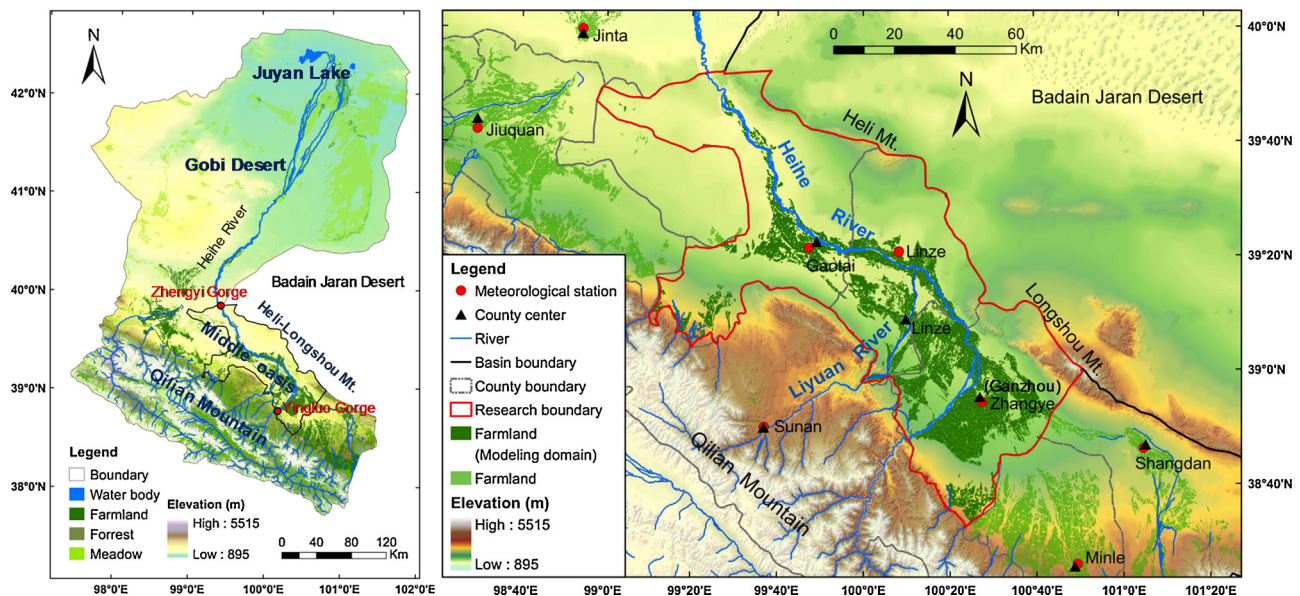 N
Juyan Lake
42°0'N
Gobi Desert
41°0'N
Heihe River
Badain Jaran Desert
Zhengyi Gorge
40°0'N
Heli-Longshou Mt.
Middle
oasis
39°0'N
Qilian Mountain
Yingluo Gorge
Legend
Boundary
Water body
Farmland
Forrest
Meadow
Elevation (m)
High : 5515
Low : 895
38°0'N
0 40 80 120
Km
98°0'E 99°0'E 100°0'E 101°0'E 102°0'E
Jinta
0 20 40 60
Km
40°0'N
N
Badain Jaran Desert
Jiuquan
Heli Mt.
39°40'N
Heihe
River
Linze
Gaotai
39°20'N
Longshou Mt.
Linze
Liyuan River
39°0'N
(Ganzhou)
Zhangye
Sunan
Qilian Mountain
Shangdan
38°40'N
Minle
Legend
Meteorological station
County center
River
Basin boundary
County boundary
Research boundary
Farmland
(Modeling domain)
Farmland
Elevation (m)
High : 5515
Low : 895
98°40'E 99°0'E 99°20'E 99°40'E 100°0'E 100°20'E 100°40'E 101°0'E 101°20'E